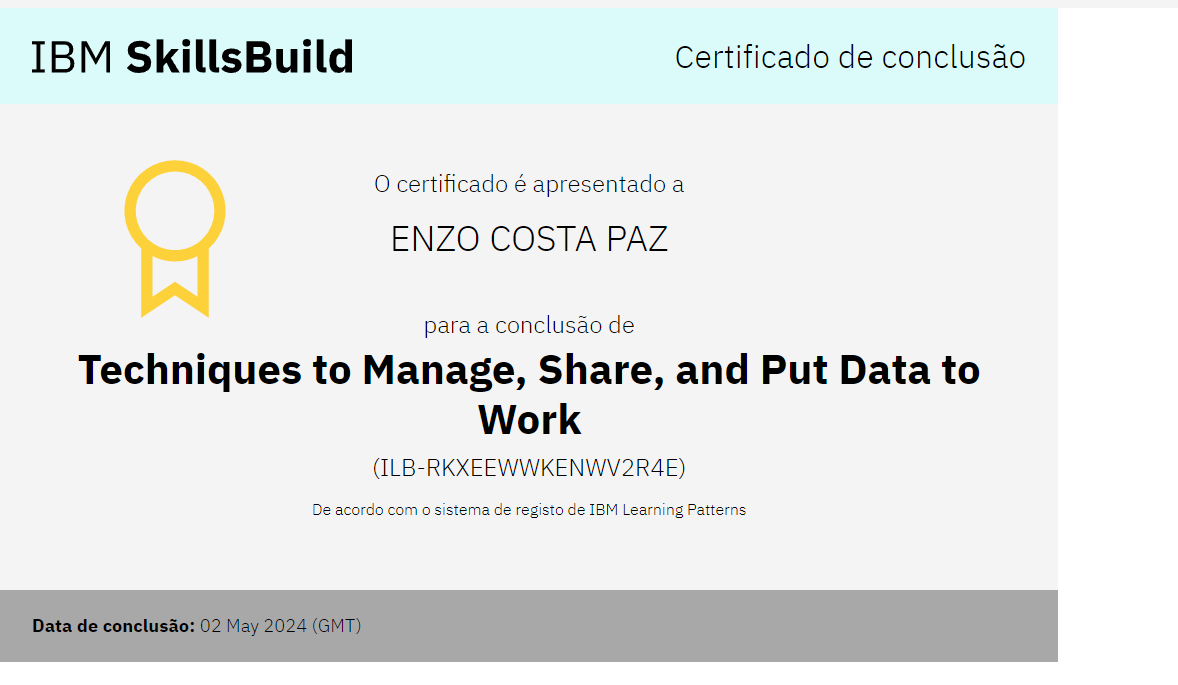 IBM SkillsBuild
Certificado de conclusão
O certificado é apresentado a
ENZO COSTA PAZ
para a conclusão de
Techniques to Manage, Share, and Put Data to
Work
(ILB-RKXEEWWKENWV2R4E)
De acordo com o sistema de registo de IBM Learning Patterns
Data de conclusão: 02 May 2024 (GMT)